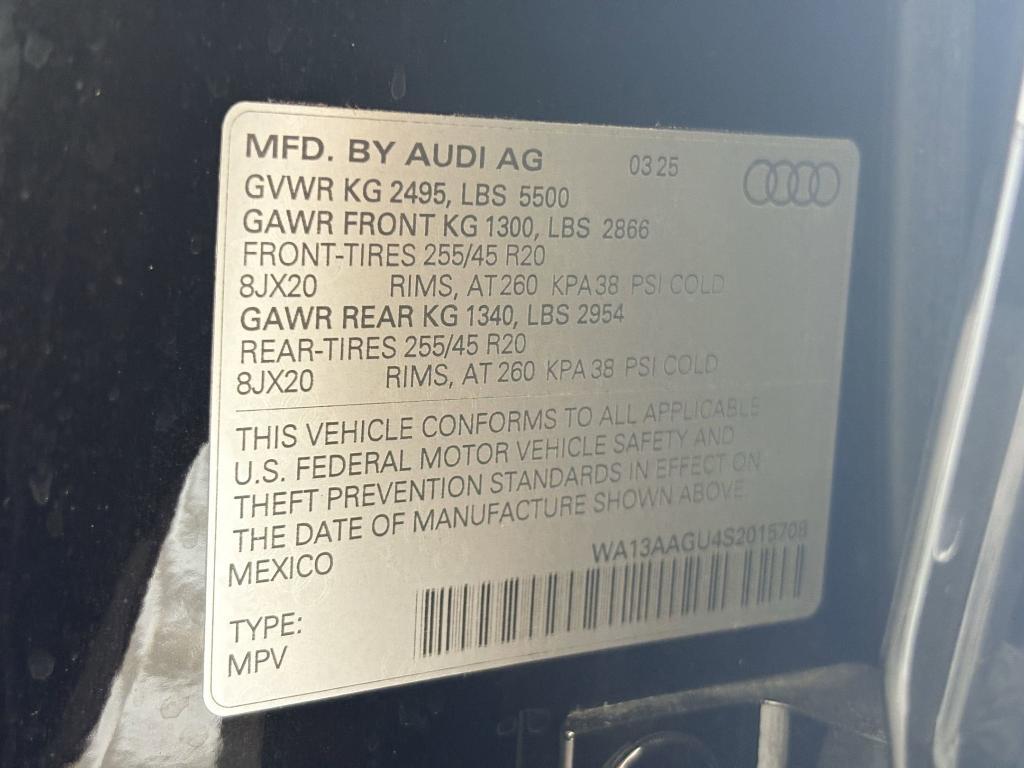 MFD. BY AUDI AG 03 25
GVWR KG 2495, LBS 5500
GAWR FRONT KG 1300, LBS 2866
FRONT-TIRES 255/45 R20
8JX20 RIMS, AT 260 KPA 38 PSI COLD
GAWR REAR KG 1340, LBS 2954
REAR-TIRES 255/45 R20
8JX20 RIMS, AT 260 KPA 38 PSI COLD
THIS VEHICLE CONFORMS TO ALL APPLICABLE
U.S. FEDERAL MOTOR VEHICLE SAFETY AND
THEFT PREVENTION STANDARDS IN EFFECT ON
THE DATE OF MANUFACTURE SHOWN ABOVE.
MEXICO WA13AAGU4S2015708
TYPE:
MPV